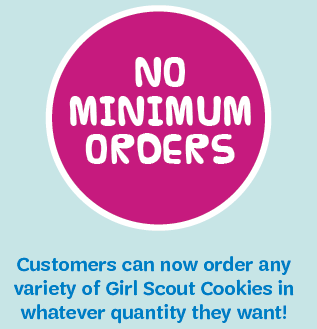 NO
MINIMUM
ORDERS
Customers can now order any
variety of Girl Scout Cookies in
whatever quantity they want!